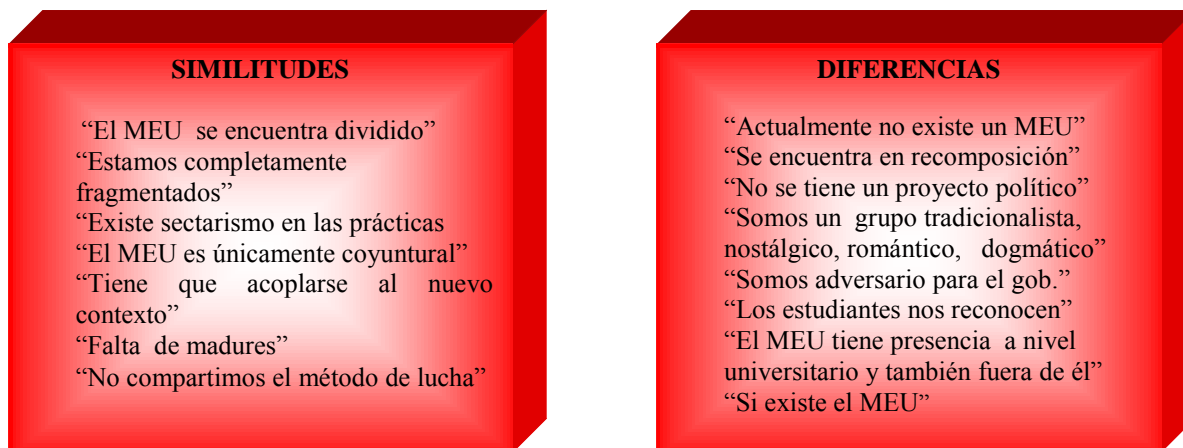 SIMILITUDES
“El MEU se encuentra dividido”
“Estamos completamente
fragmentados”
“Existe sectarismo en las prácticas
“El MEU es únicamente coyuntural”
“Tiene que acoplarse al nuevo
contexto”
“Falta de madures”
“No compartimos el método de lucha”
DIFERENCIAS
“Actualmente no existe un MEU”
“Se encuentra en recomposición”
“No se tiene un proyecto político”
“Somos un grupo tradicionalista,
nostálgico, romántico, dogmático”
“Somos adversario para el gob.”
“Los estudiantes nos reconocen”
“El MEU tiene presencia a nivel
universitario y también fuera de él”
“Si existe el MEU”